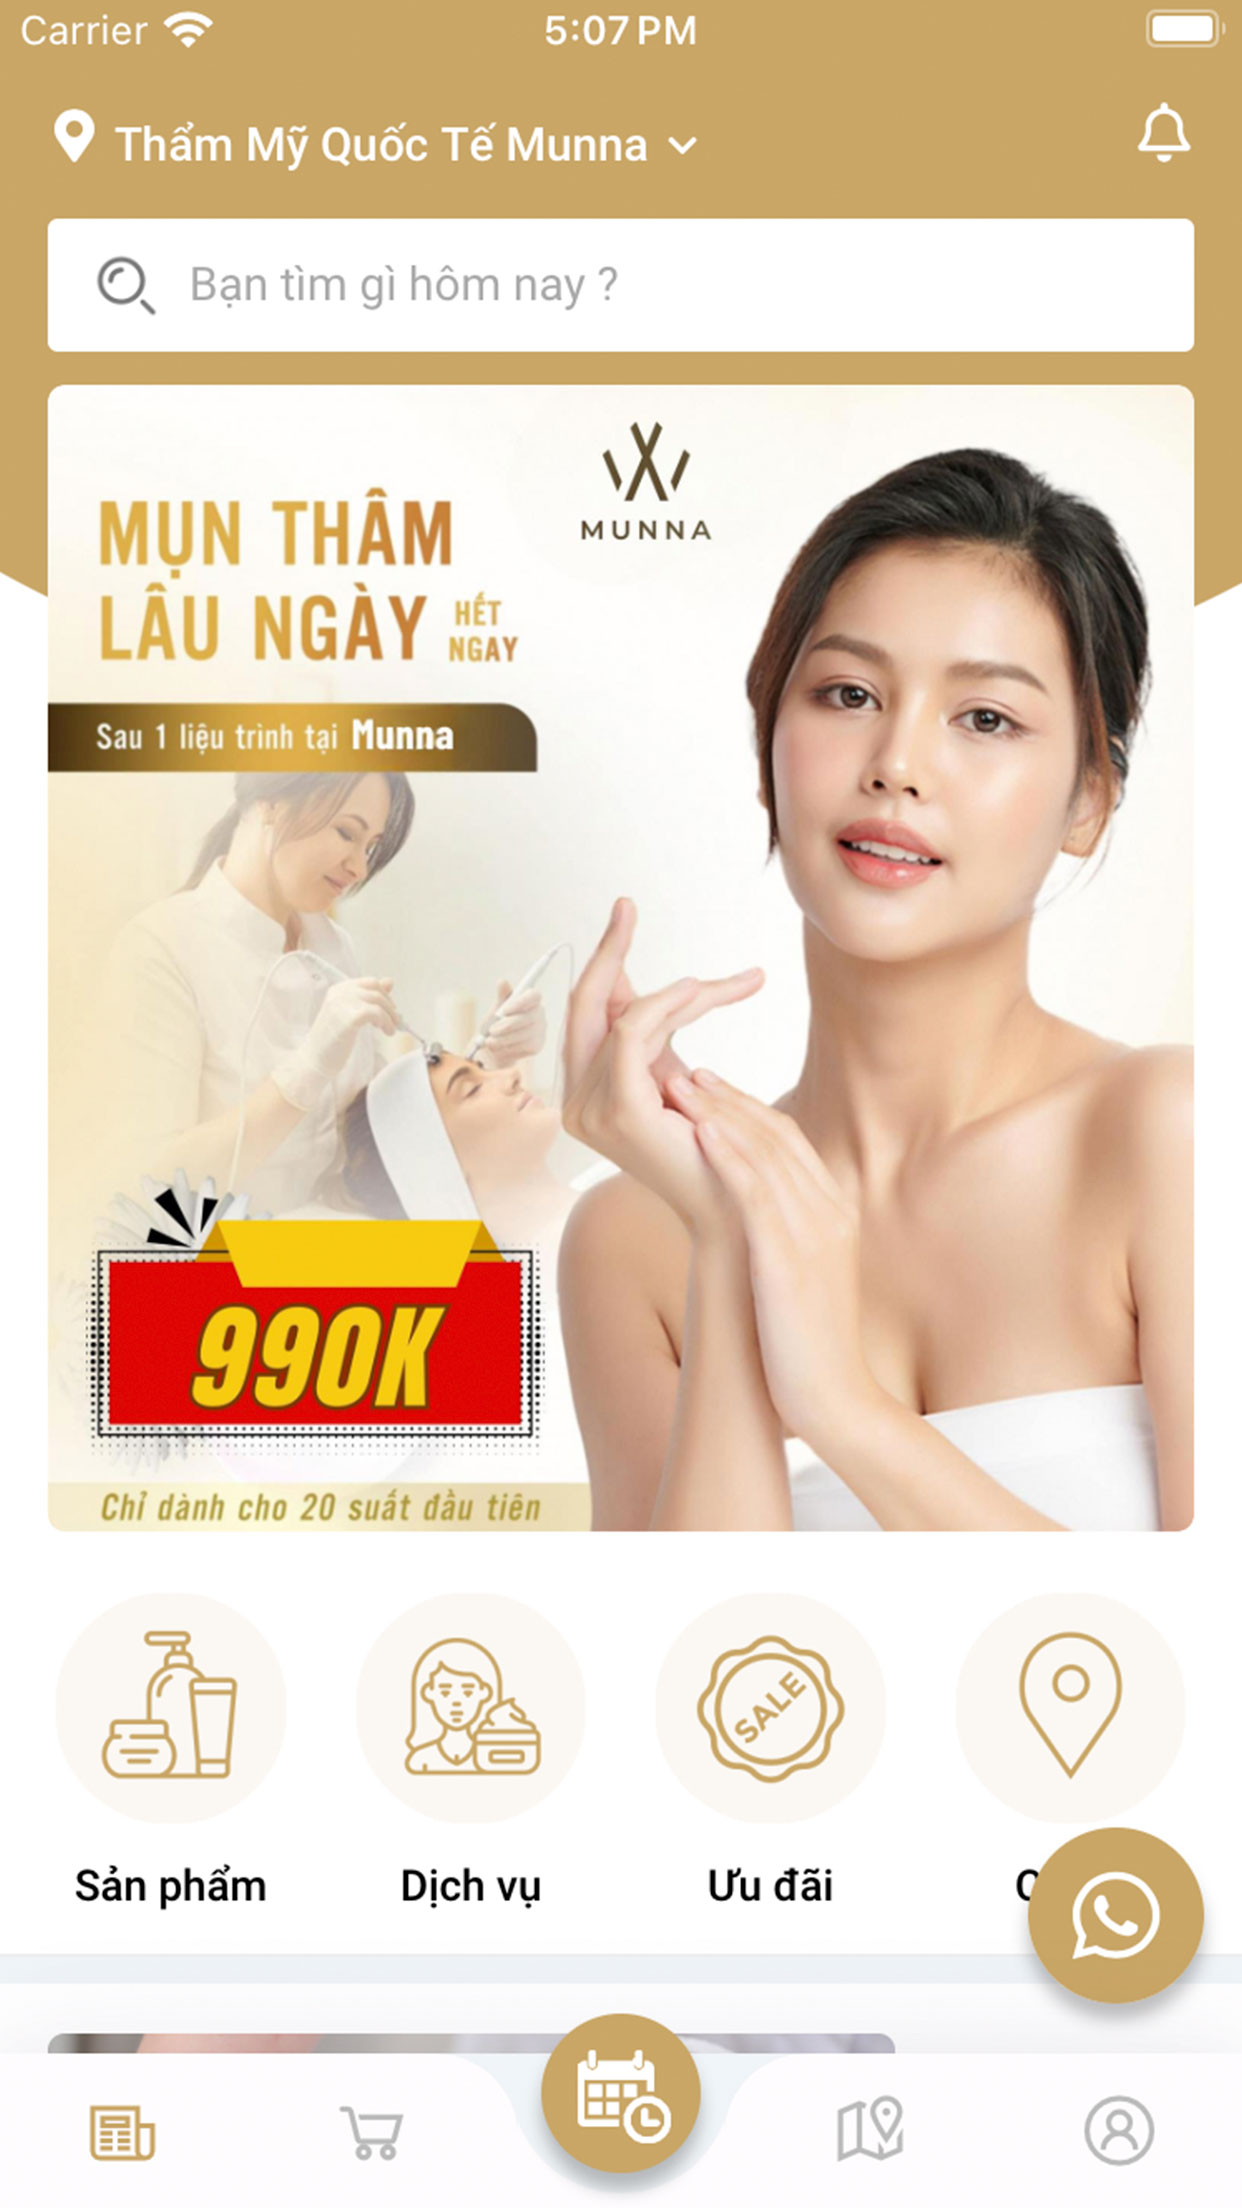 Carrier 5:07 PM
Thẩm Mỹ Quốc Tế Munna
Bạn tìm gì hôm nay ?
MUNNA
MỤN THÂM
LÂU NGÀY HẾT NGAY
Sau 1 liệu trình tại Munna
990K
Chỉ dành cho 20 suất đầu tiên
SALE
Sản phẩm Dịch vụ Ưu đãi